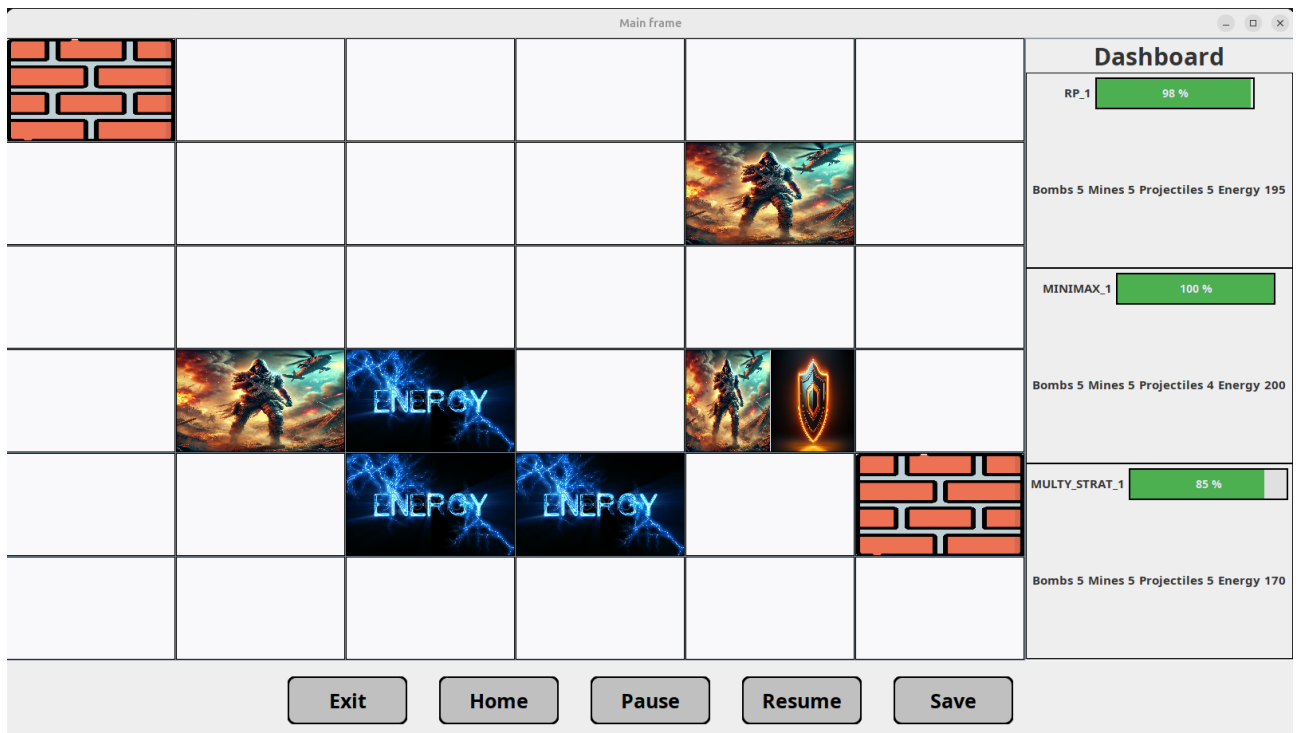 Main frame
Dashboard
RP_1 98 %
Bombs 5 Mines 5 Projectiles 5 Energy 195
MINIMAX_1 100 %
Bombs 5 Mines 5 Projectiles 4 Energy 200
ENERGY
ENERGY ENERGY
MULTY_STRAT_1 85 %
Bombs 5 Mines 5 Projectiles 5 Energy 170
Exit Home Pause Resume Save